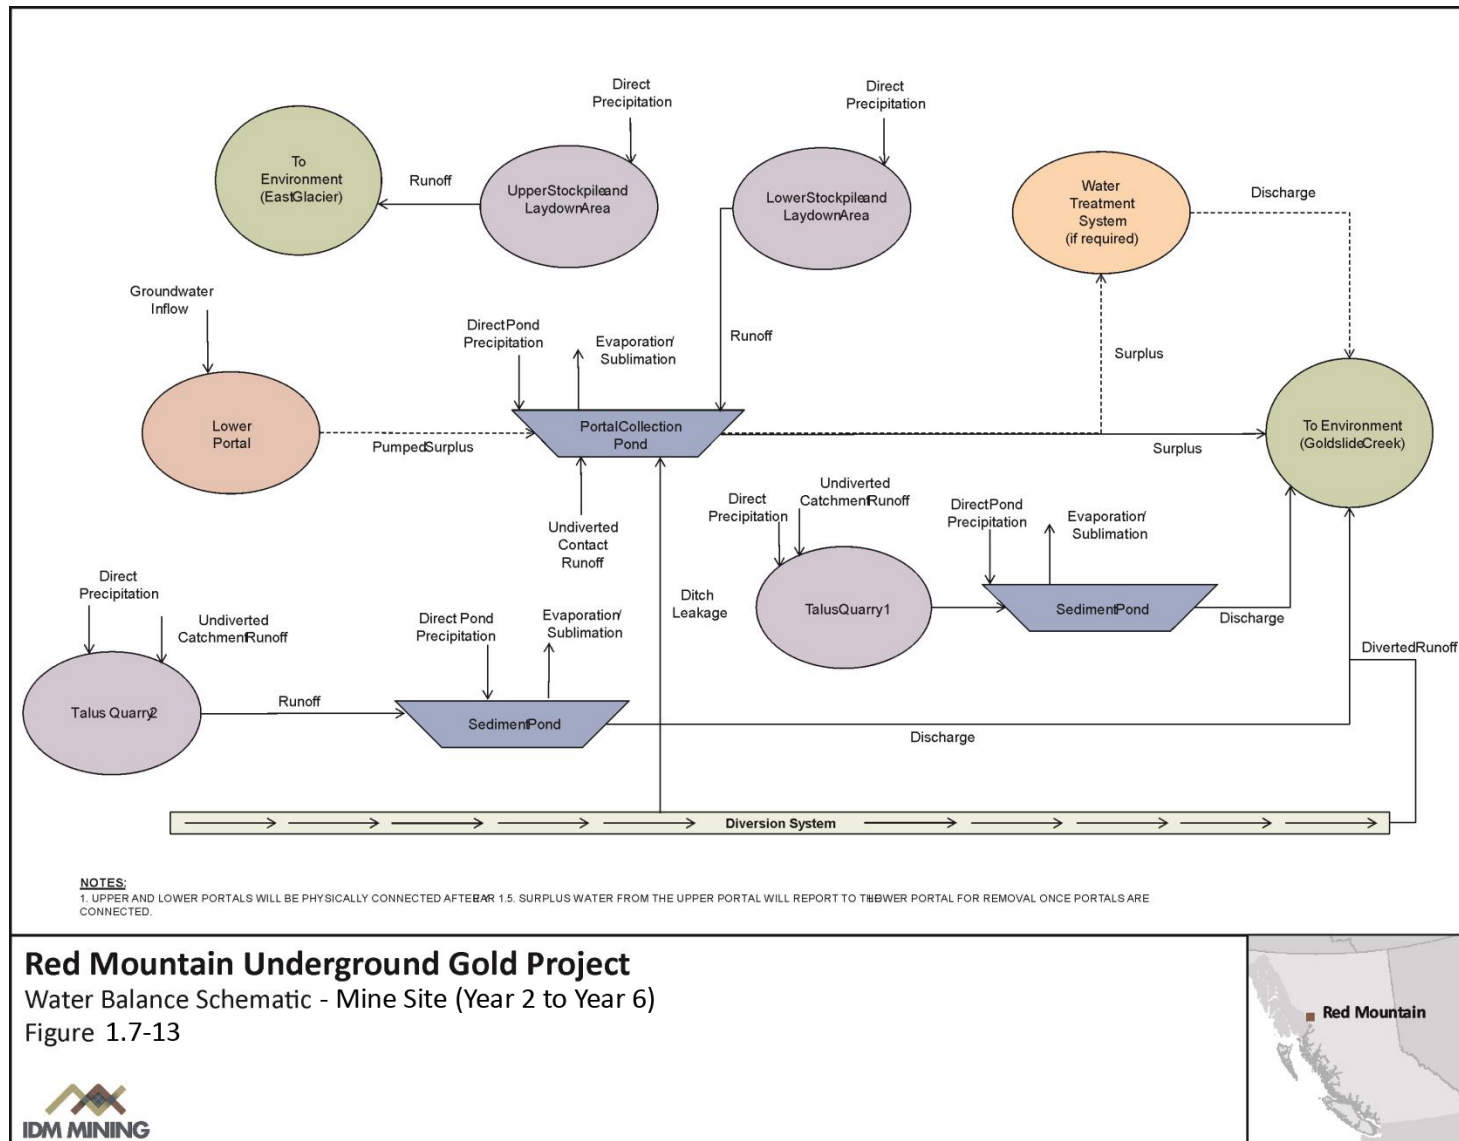 Direct
Precipitation
Direct
Precipitation
To
Environment
(EastGlacier)
Runoff
UpperStockpileand
LaydownArea
LowerStockpileand
LaydownArea
Water
Treatment
System
(if required)
Discharge
Groundwater
Inflow
DirectPond
Precipitation
Evaporation/
Sublimation
Runoff
Surplus
Lower
Portal
PumpedSurplus
PortalCollection
Pond
Surplus
To Environment
(GoldslideCreek)
Undiverted
Contact
Runoff
Direct
Precipitation
Undiverted
CatchmentRunoff
DirectPond
Precipitation
Evaporation/
Sublimation
Ditch
Leakage
TalusQuarry1
SedimentPond
Discharge
Direct
Precipitation
Undiverted
CatchmentRunoff
Direct Pond
Precipitation
Evaporation/
Sublimation
DivertedRunoff
Talus Quarry2
Runoff
SedimentPond
Discharge
Diversion System
NOTES:
1. UPPER AND LOWER PORTALS WILL BE PHYSICALLY CONNECTED AFTER YEAR 1.5. SURPLUS WATER FROM THE UPPER PORTAL WILL REPORT TO THE LOWER PORTAL FOR REMOVAL ONCE PORTALS ARE
CONNECTED.
Red Mountain Underground Gold Project
Water Balance Schematic - Mine Site (Year 2 to Year 6)
Figure 1.7-13
Red Mountain
IDM MINING